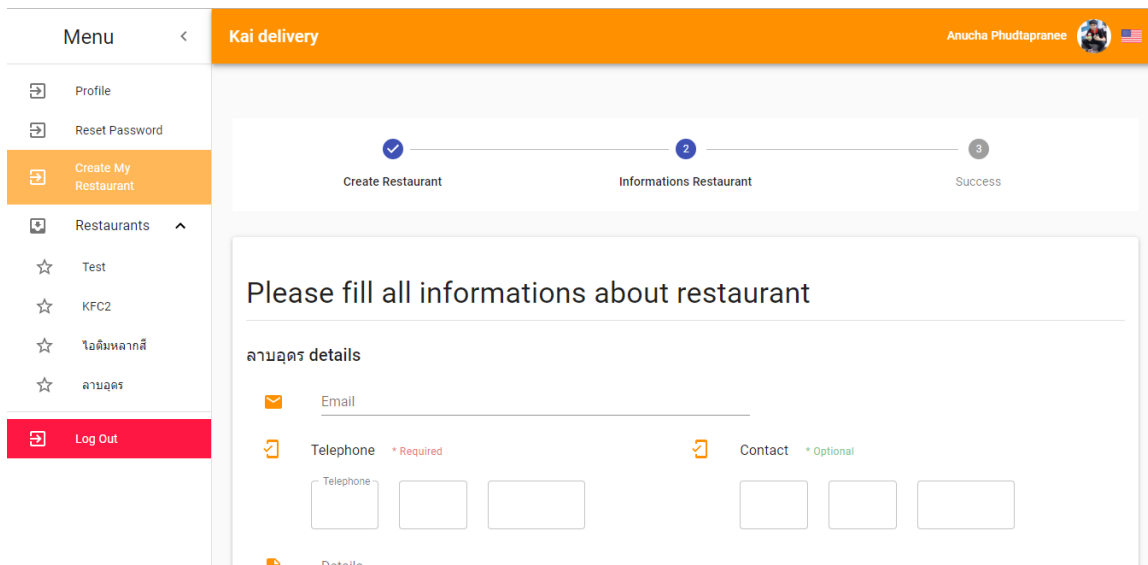 Menu
Kai delivery
Anucha Phudtapranee
Profile
Reset Password
Create My
Restaurant
Restaurants
Test
KFC2
ไอติมหลากสี
ลาบอุดร
Log Out
Create Restaurant
2
Informations Restaurant
3
Success
Please fill all informations about restaurant
ลาบอุดร details
Email
Telephone * Required
Contact * Optional
Telephone
Details